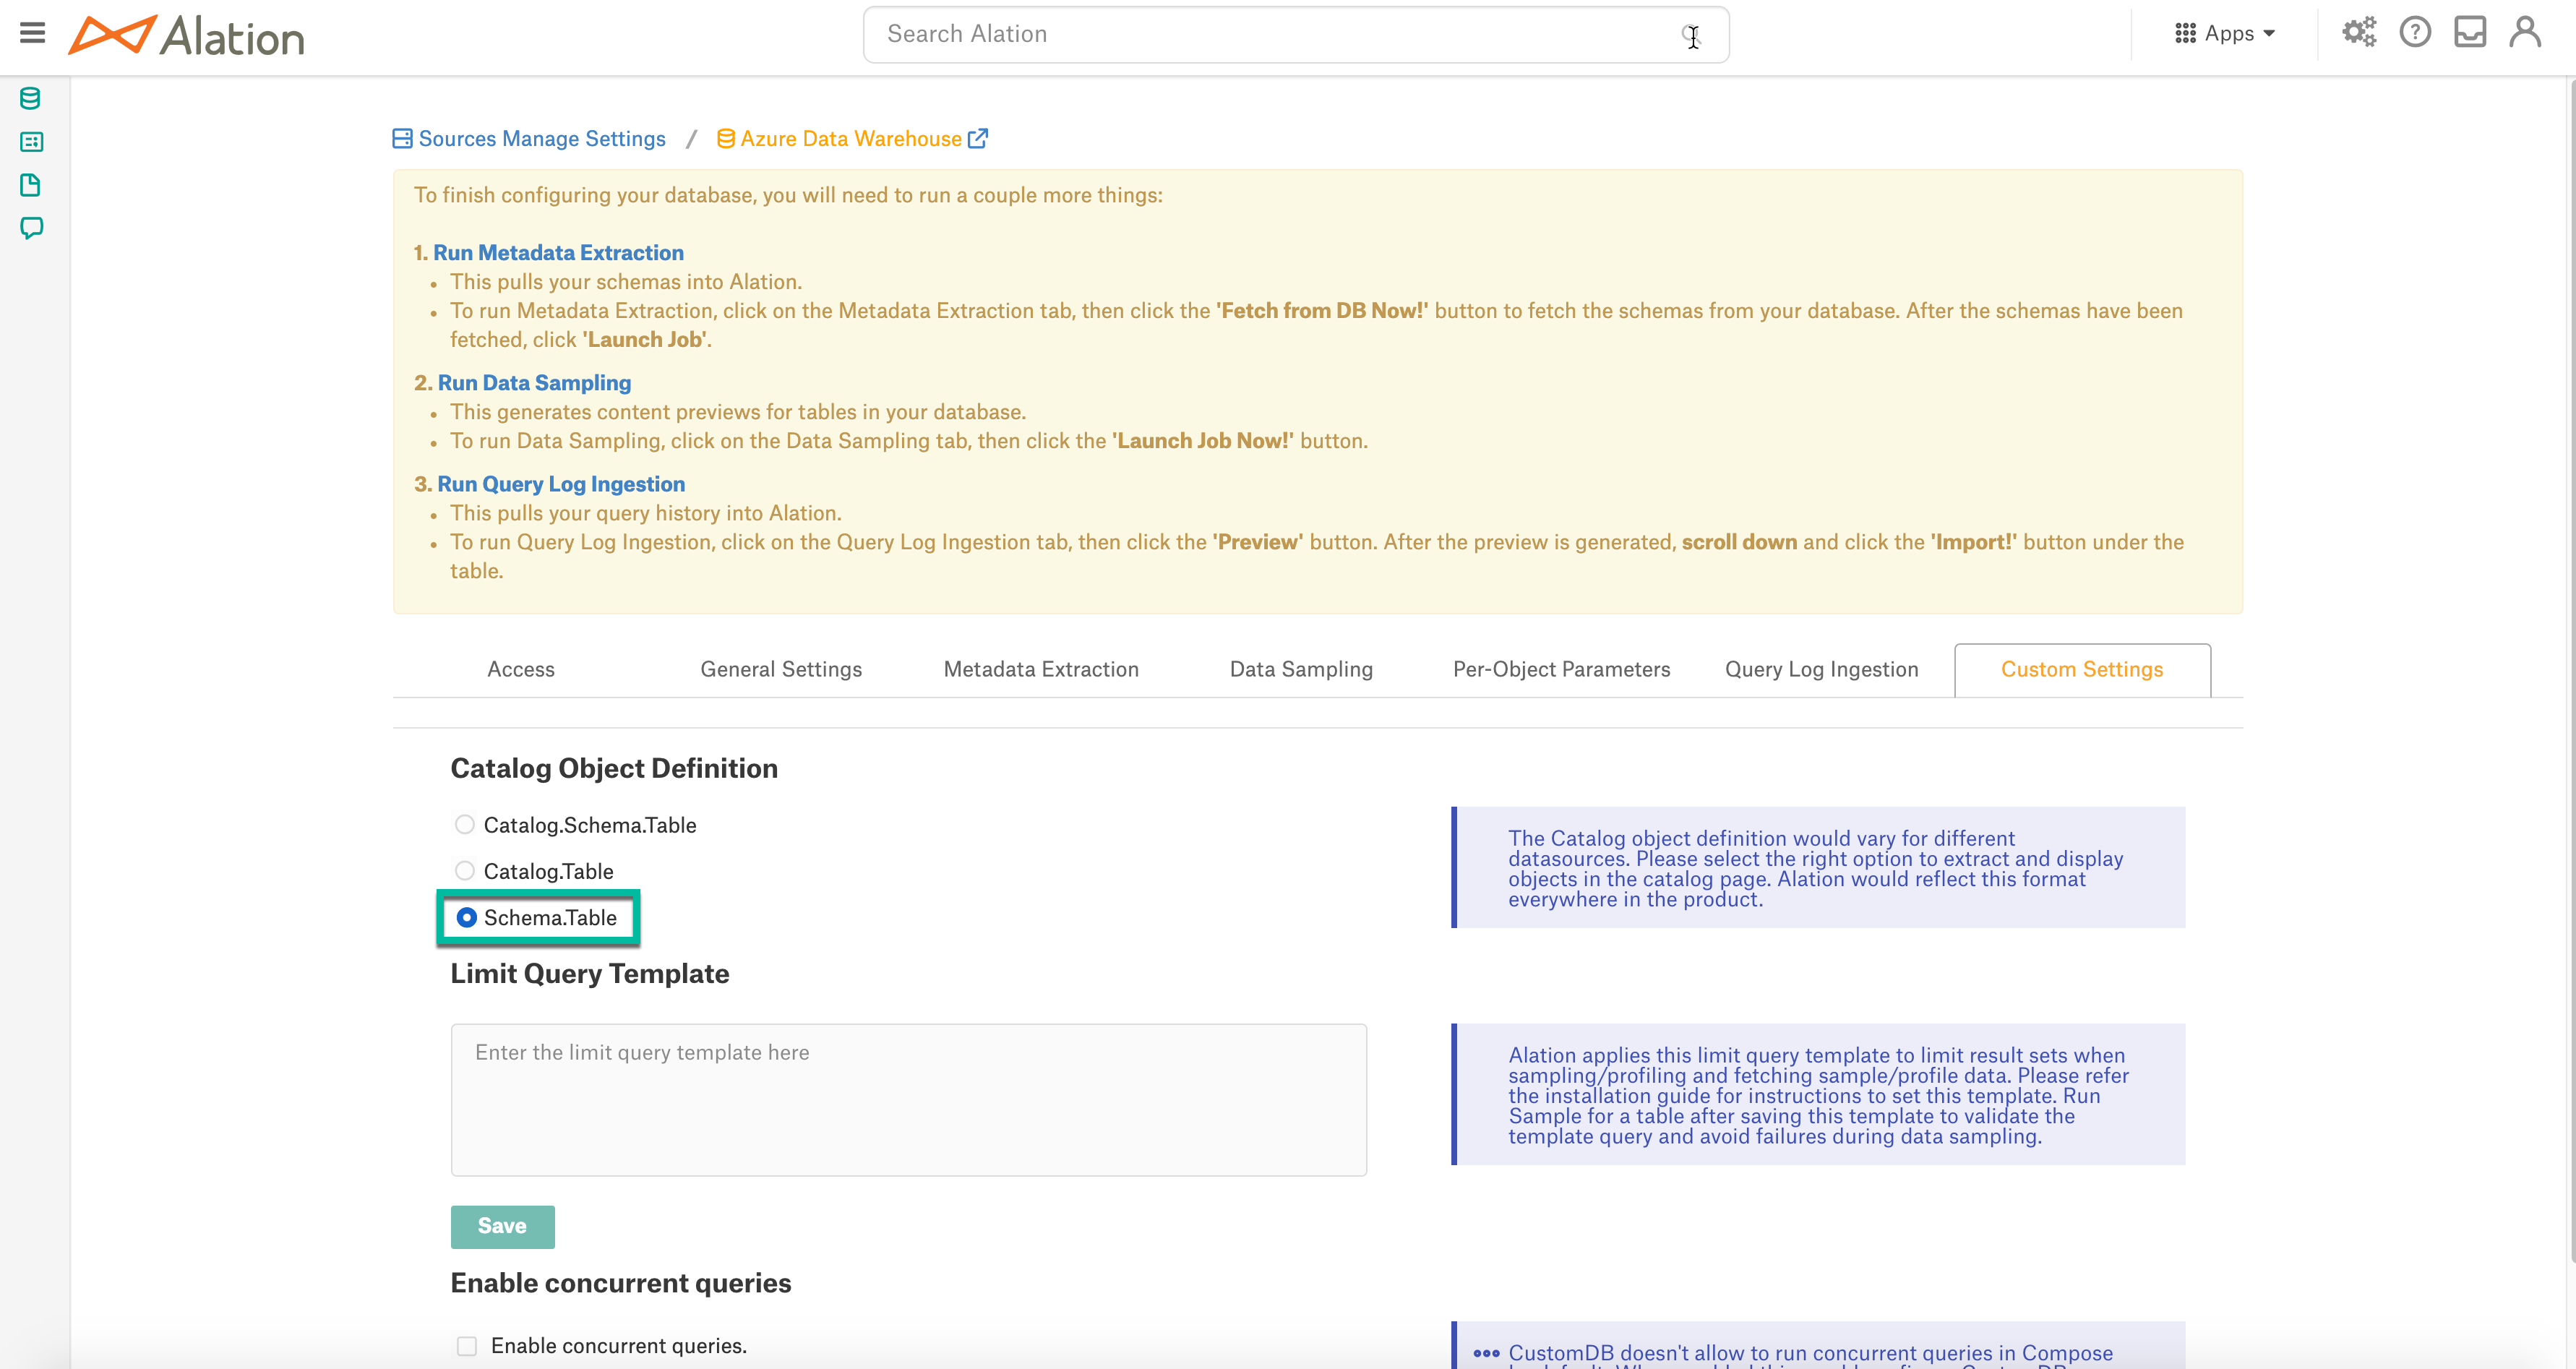 Alation
Search Alation
Apps
Sources Manage Settings / Azure Data Warehouse
To finish configuring your database, you will need to run a couple more things:
1. Run Metadata Extraction
• This pulls your schemas into Alation.
• To run Metadata Extraction, click on the Metadata Extraction tab, then click the 'Fetch from DB Now!' button to fetch the schemas from your database. After the schemas have been
fetched, click 'Launch Job'.
2. Run Data Sampling
• This generates content previews for tables in your database.
• To run Data Sampling, click on the Data Sampling tab, then click the 'Launch Job Now!' button.
3. Run Query Log Ingestion
• This pulls your query history into Alation.
• To run Query Log Ingestion, click on the Query Log Ingestion tab, then click the 'Preview' button. After the preview is generated, scroll down and click the 'Import!' button under the
table.
Access General Settings Metadata Extraction Data Sampling Per-Object Parameters Query Log Ingestion Custom Settings
Catalog Object Definition
Catalog.Schema.Table
Catalog.Table
Schema.Table
The Catalog object definition would vary for different
datasources. Please select the right option to extract and display
objects in the catalog page. Alation would reflect this format
everywhere in the product.
Limit Query Template
Enter the limit query template here
Alation applies this limit query template to limit result sets when
sampling/profiling and fetching sample/profile data. Please refer
the installation guide for instructions to set this template. Run
Sample for a table after saving this template to validate the
template query and avoid failures during data sampling.
Save
Enable concurrent queries
Enable concurrent queries.
CustomDB doesn't allow to run concurrent queries in Compose